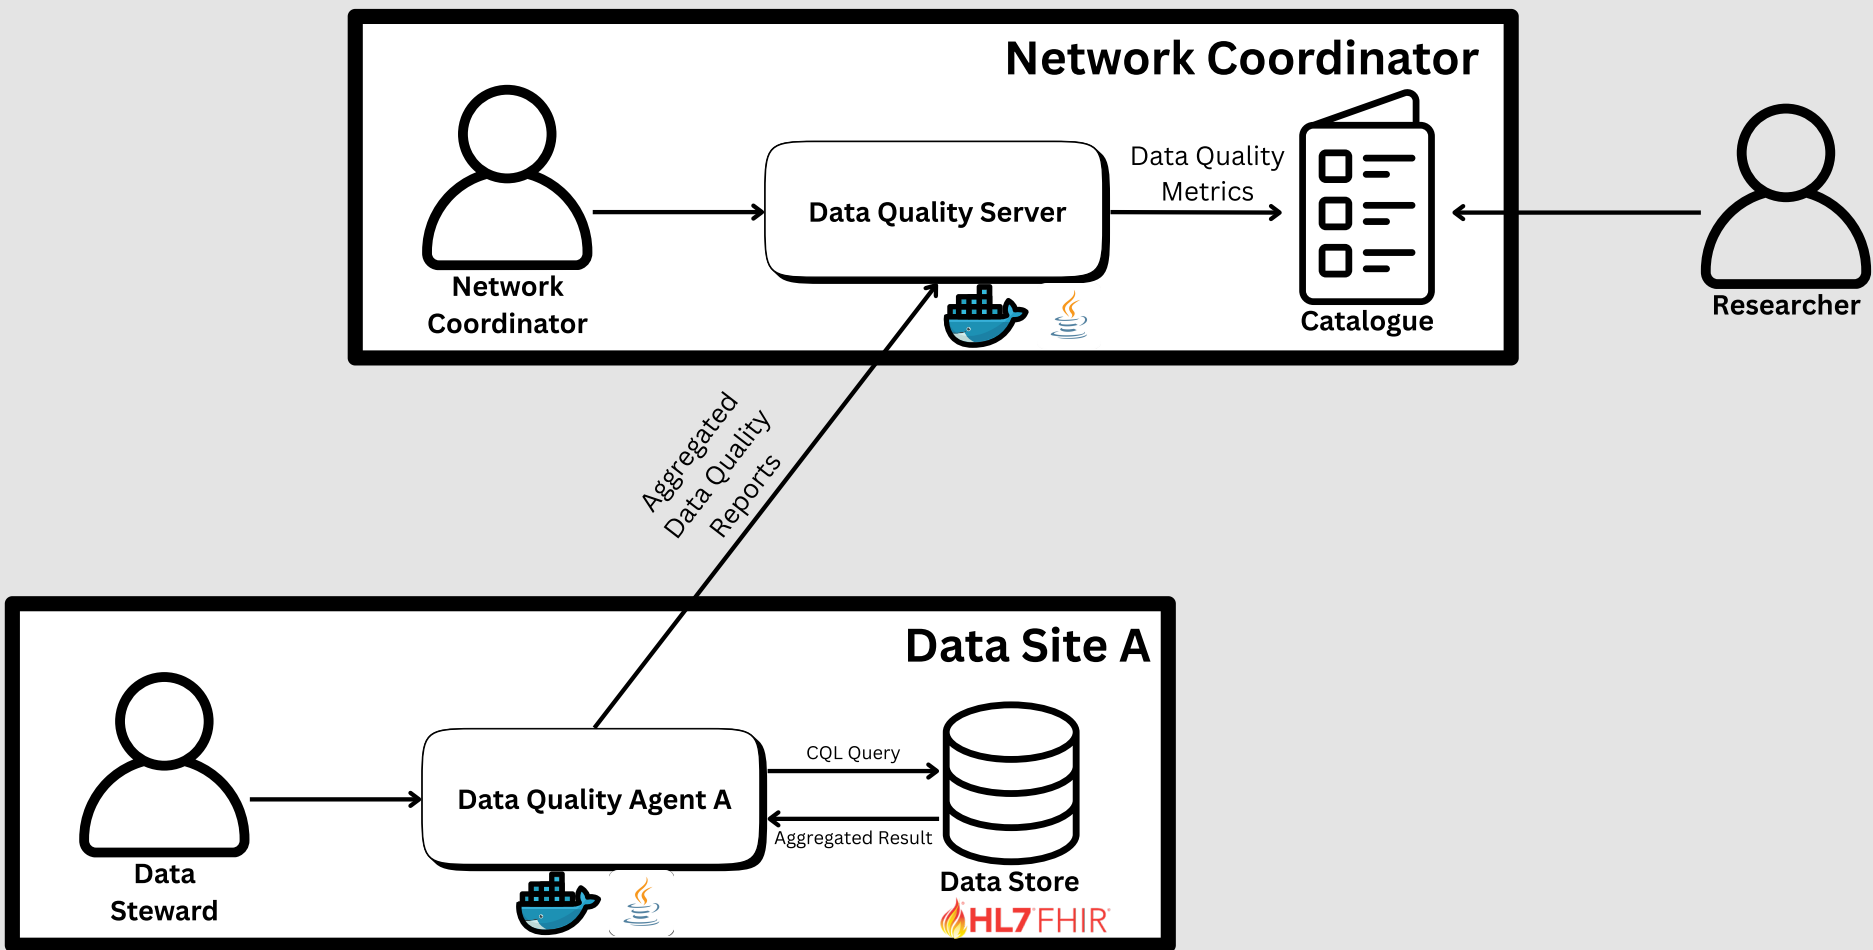 Network Coordinator
Network
Coordinator
Data Quality Server
Data Quality
Metrics
Catalogue
Researcher
Aggregated
Data Quality
Reports
Data Site A
Data
Steward
Data Quality Agent A
CQL Query
Aggregated Result
Data Store
HL7 FHIR